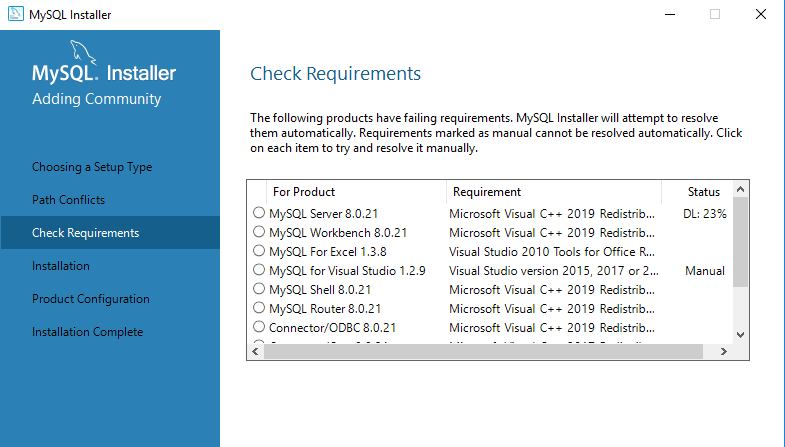 MySQL Installer
MySQL. Installer
Adding Community
Choosing a Setup Type
Path Conflicts
Check Requirements
Installation
Product Configuration
Installation Complete
Check Requirements
The following products have failing requirements. MySQL Installer will attempt to resolve
them automatically. Requirements marked as manual cannot be resolved automatically. Click
on each item to try and resolve it manually.
For Product Requirement Status
MySQL Server 8.0.21 Microsoft Visual C++ 2019 Redistrib... DL: 23%
MySQL Workbench 8.0.21 Microsoft Visual C++ 2019 Redistrib...
MySQL For Excel 1.3.8 Visual Studio 2010 Tools for Office R...
MySQL for Visual Studio 1.2.9 Visual Studio version 2015, 2017 or 2... Manual
MySQL Shell 8.0.21 Microsoft Visual C++ 2019 Redistrib...
MySQL Router 8.0.21 Microsoft Visual C++ 2019 Redistrib...
Connector/ODBC 8.0.21 Microsoft Visual C++ 2019 Redistrib...